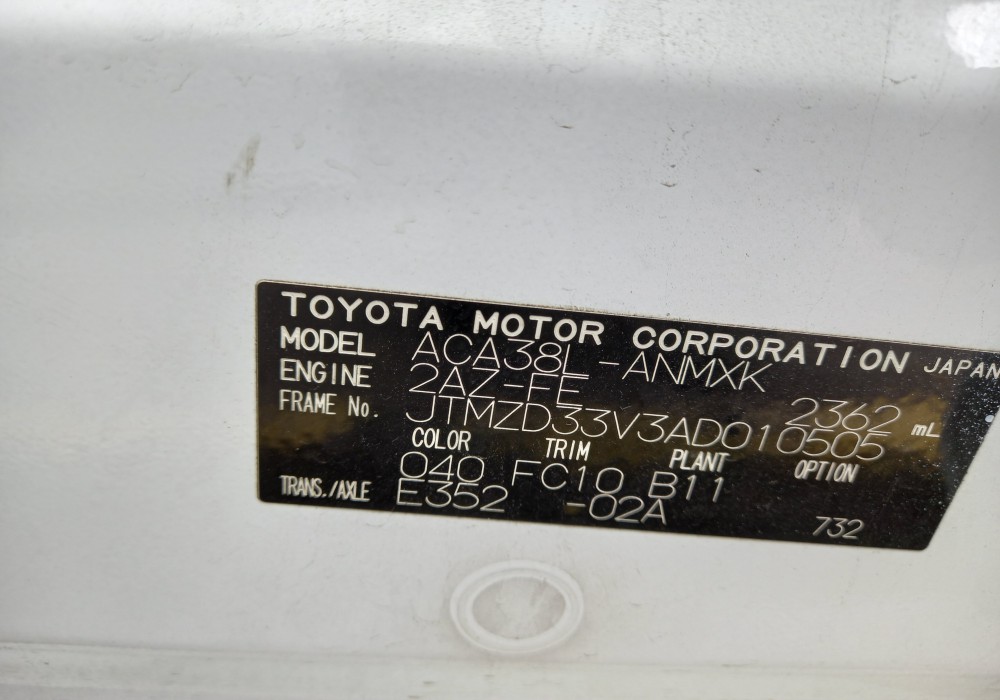 TOYOTA MOTOR CORPORATION JAPAN
MODEL ACA38L-ANMXK
ENGINE 2AZ-FE 2362 mL
FRAME No. JTMZD33V3AD010505
COLOR TRIM PLANT OPTION
040 FC10 B11
TRANS./AXLE E352 -02A
732